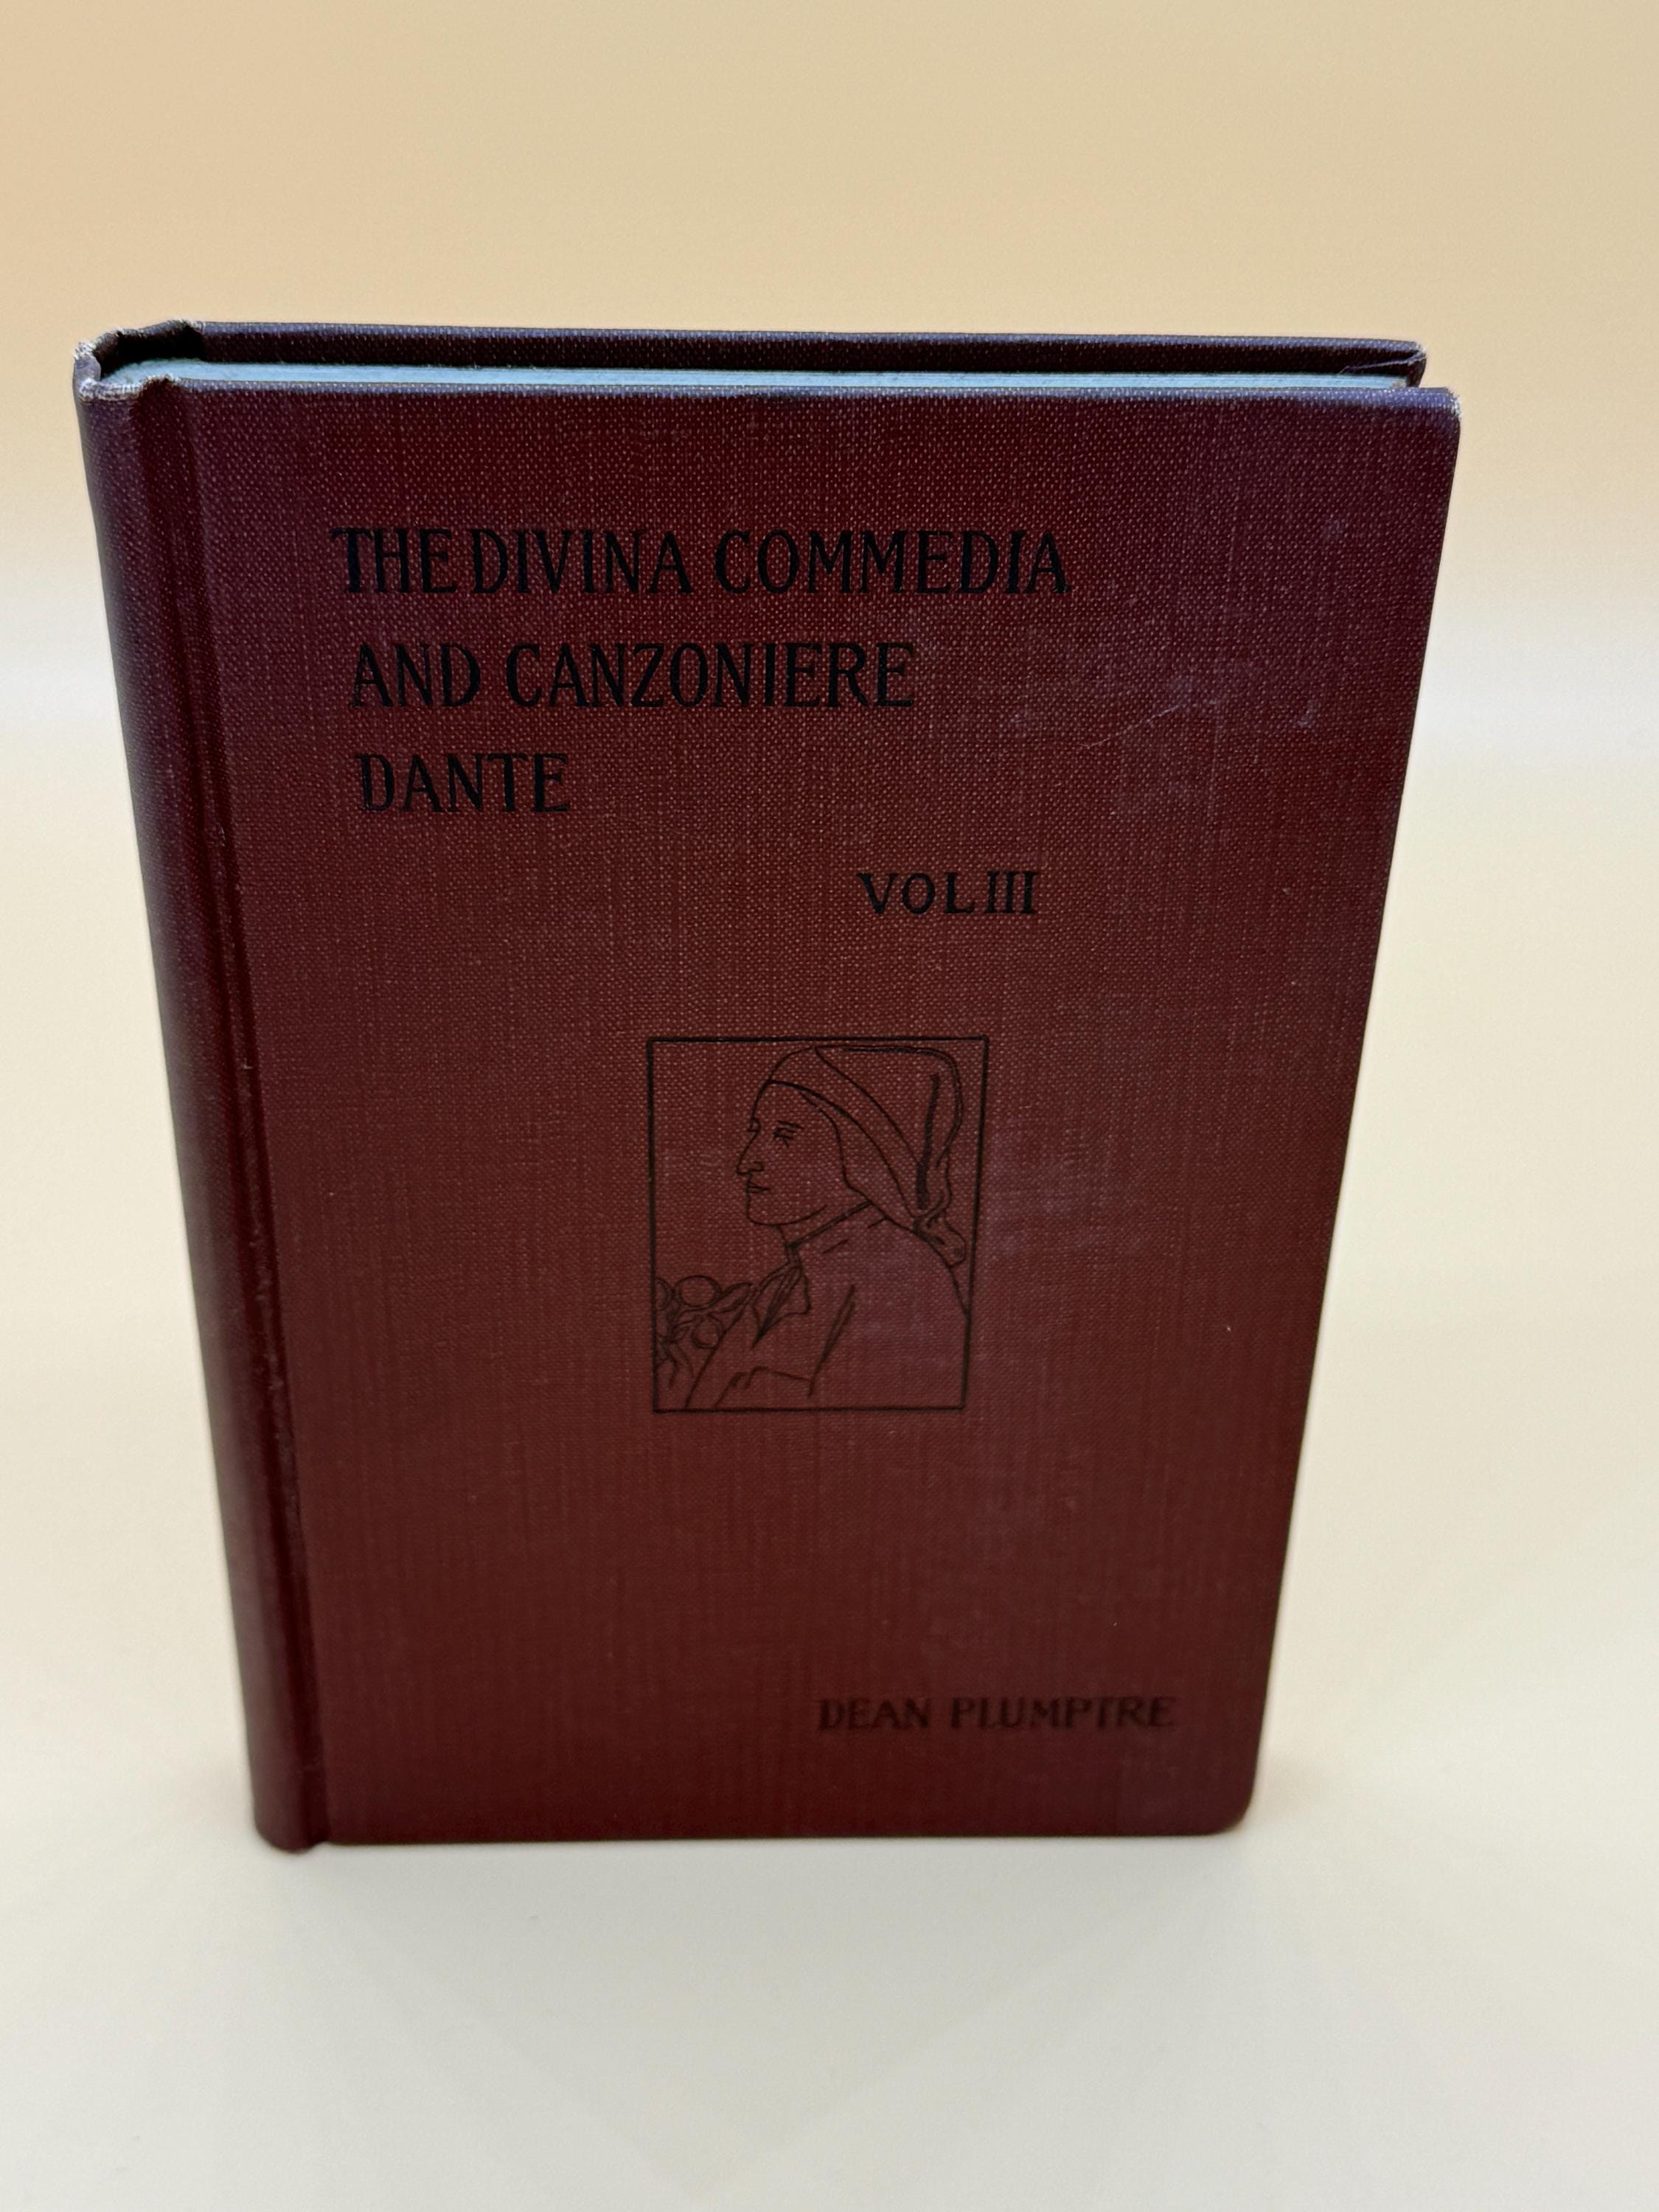 THE DIVINA COMMEDIA
AND CANZONIERE
DANTE
VOL III
DEAN PLUMPTRE